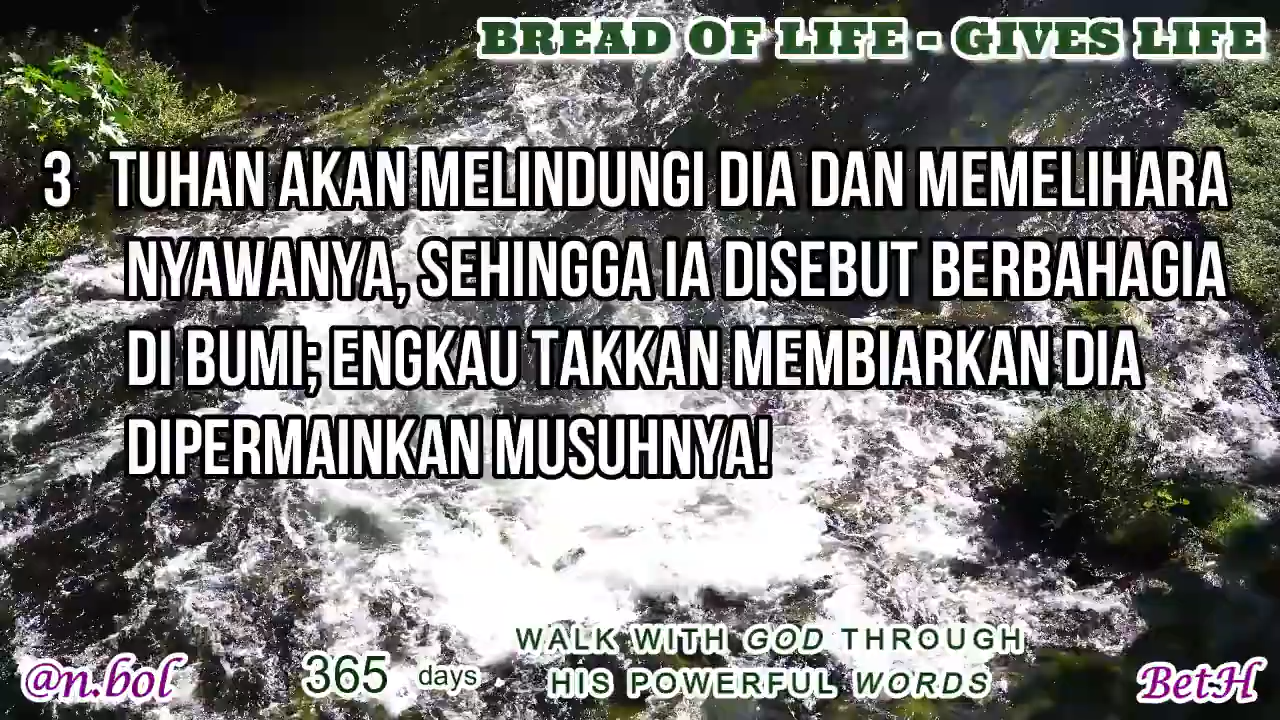 BREAD OF LIFE - GIVES LIFE
3 TUHAN AKAN MELINDUNGI DIA DAN MEMELIHARA
NYAWANYA, SEHINGGA IA DISEBUT BERBAHAGIA
DI BUMI; ENGKAU TAKKAN MEMBIARKAN DIA
DIPERMAINKAN MUSUHNYA!
WALK WITH GOD THROUGH
HIS POWERFUL WORDS
@n.bol
365 days
BetH